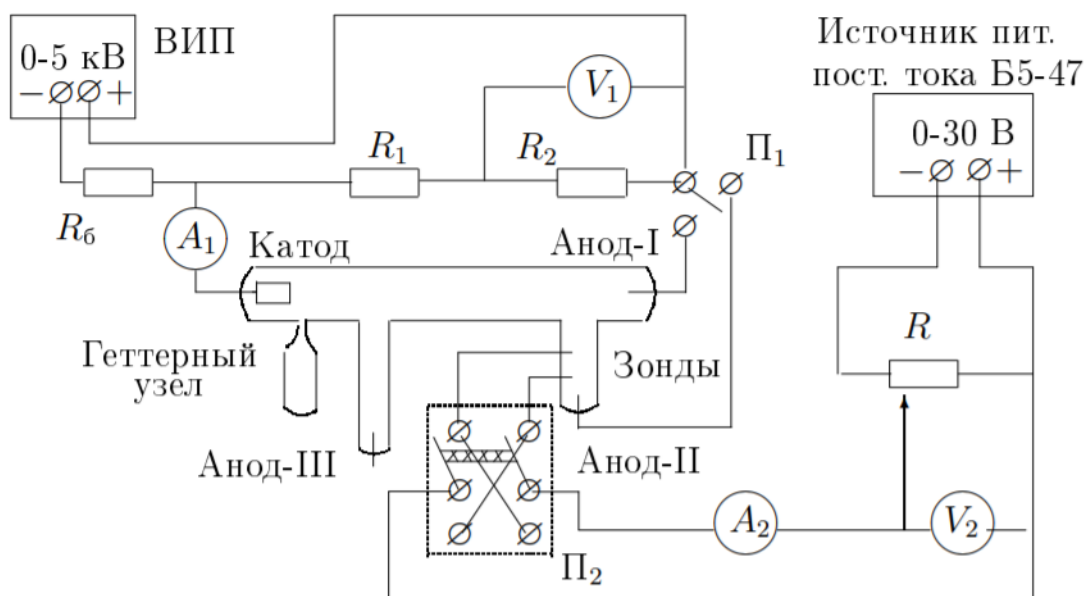 ВИП
0-5 кВ
− +
Источник пит.
пост. тока Б5-47
0-30 В
− +
V₁
R₁
R₂
П₁
R_б
A₁
Катод
Анод-I
R
Геттерный
узел
Зонды
Анод-III
Анод-II
A₂
V₂
П₂